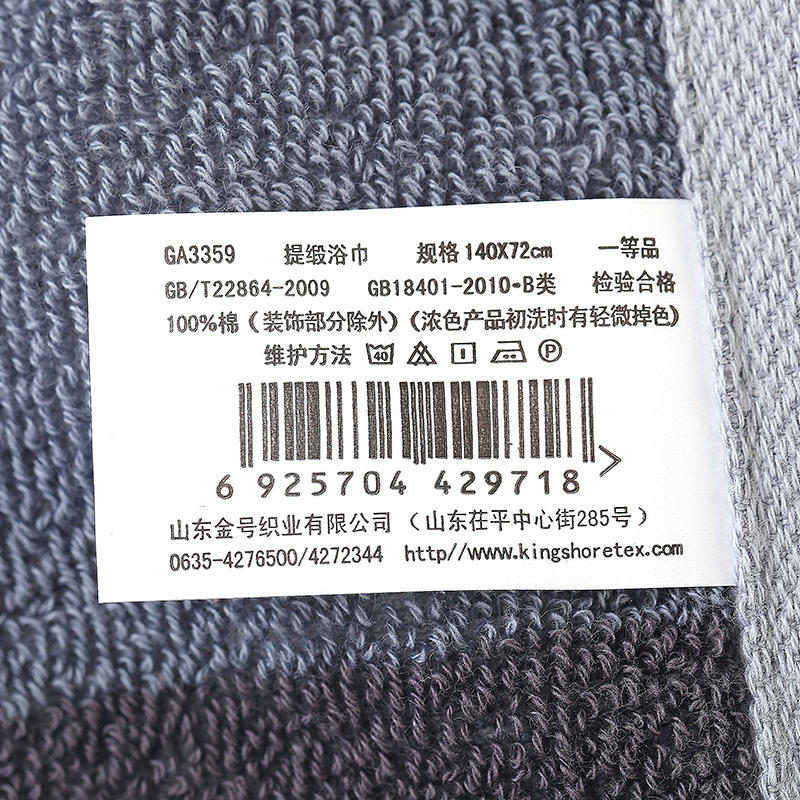 GA3359 提缎浴巾 规格140X72cm 一等品
GB/T22864-2009 GB18401-2010•B类 检验合格
100%棉（装饰部分除外）(浓色产品初洗时有轻微掉色)
维护方法 40 P
6 925704 429718 >
山东金号织业有限公司（山东茌平中心街285号）
0635-4276500/4272344 http//www.kingshoretex.com